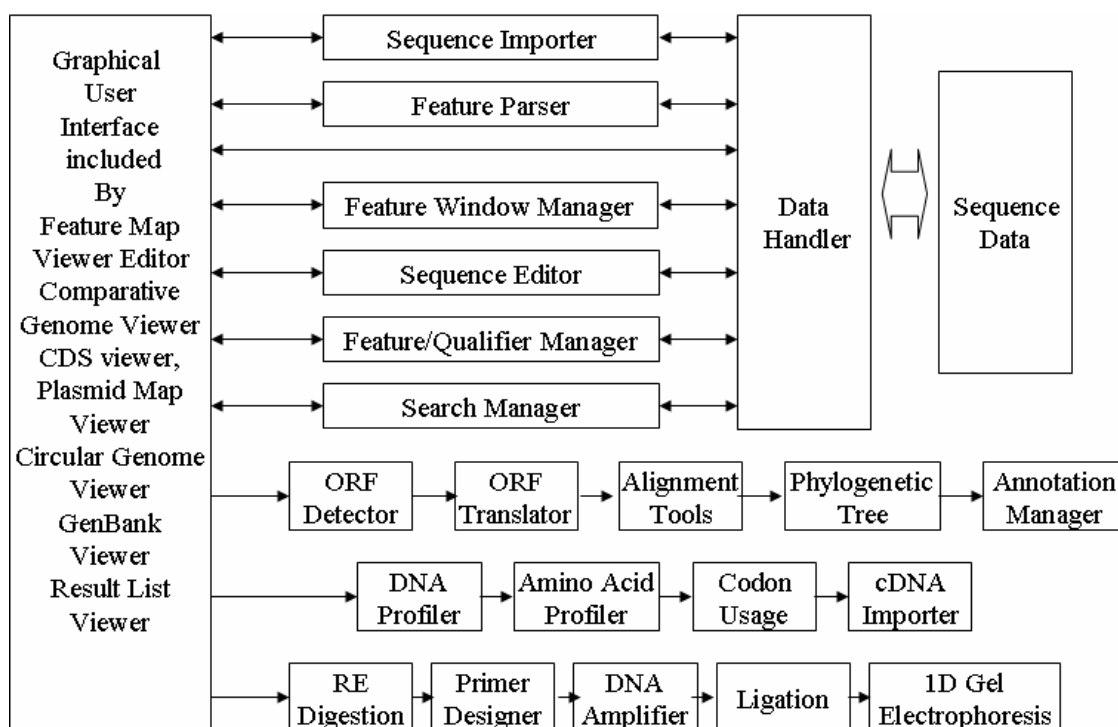 Graphical
User
Interface
included
By
Feature Map
Viewer Editor
Comparative
Genome Viewer
CDS viewer,
Plasmid Map
Viewer
Circular Genome
Viewer
GenBank
Viewer
Result List
Viewer
Sequence Importer
Feature Parser
Feature Window Manager
Sequence Editor
Feature/Qualifier Manager
Search Manager
Data
Handler
Sequence
Data
ORF
Detector
ORF
Translator
Alignment
Tools
Phylogenetic
Tree
Annotation
Manager
DNA
Profiler
Amino Acid
Profiler
Codon
Usage
cDNA
Importer
RE
Digestion
Primer
Designer
DNA
Amplifier
Ligation
1D Gel
Electrophoresis